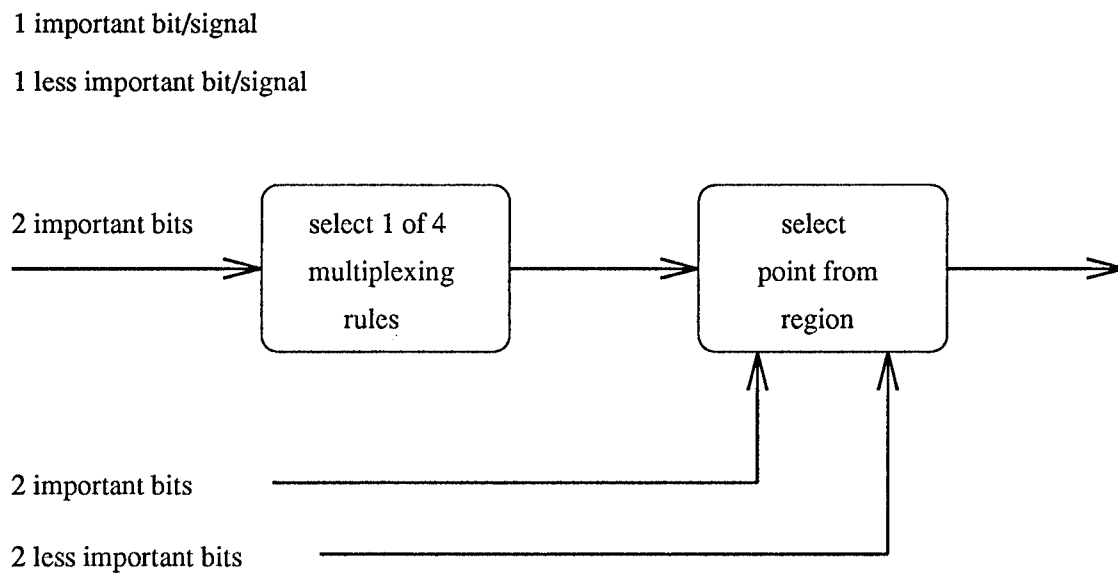 1 important bit/signal
1 less important bit/signal
2 important bits
select 1 of 4
multiplexing
rules
select
point from
region
2 important bits
2 less important bits